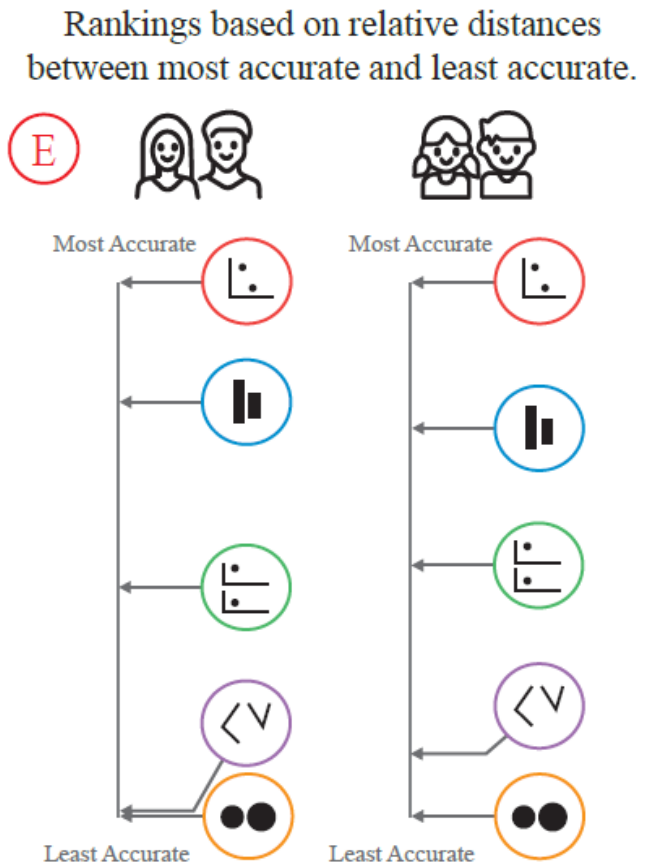 Rankings based on relative distances
between most accurate and least accurate.
E
Most Accurate
Most Accurate
Least Accurate
Least Accurate